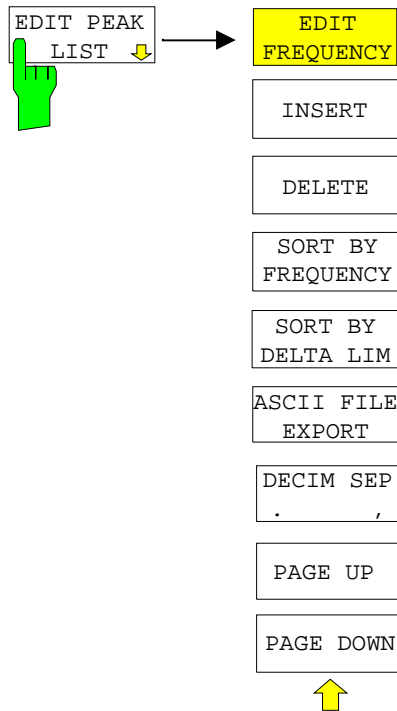 EDIT PEAK
LIST
EDIT
FREQUENCY
INSERT
DELETE
SORT BY
FREQUENCY
SORT BY
DELTA LIM
ASCII FILE
EXPORT
DECIM SEP
. ,
PAGE UP
PAGE DOWN